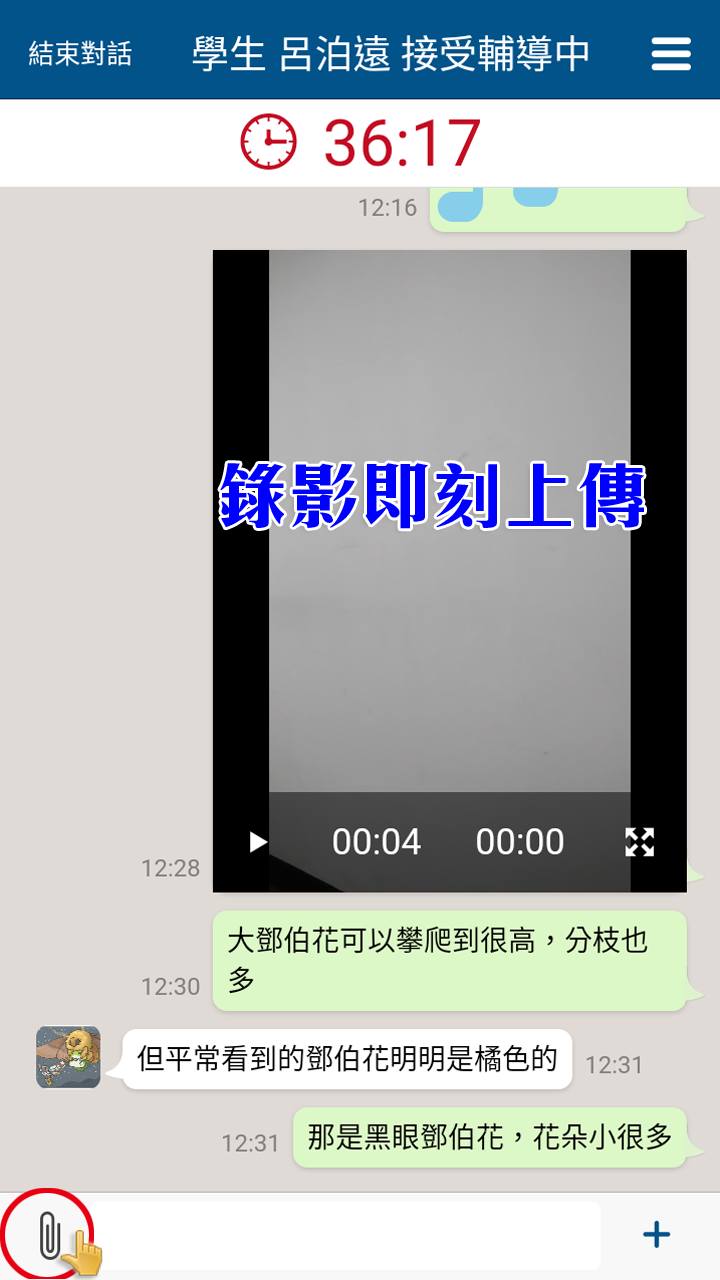 結束對話
學生 呂泊遠 接受輔導中
36:17
12:16
錄影即刻上傳
00:04
00:00
12:28
大鄧伯花可以攀爬到很高，分枝也
多
12:30
但平常看到的鄧伯花明明是橘色的
12:31
那是黑眼鄧伯花，花朵小很多
12:31